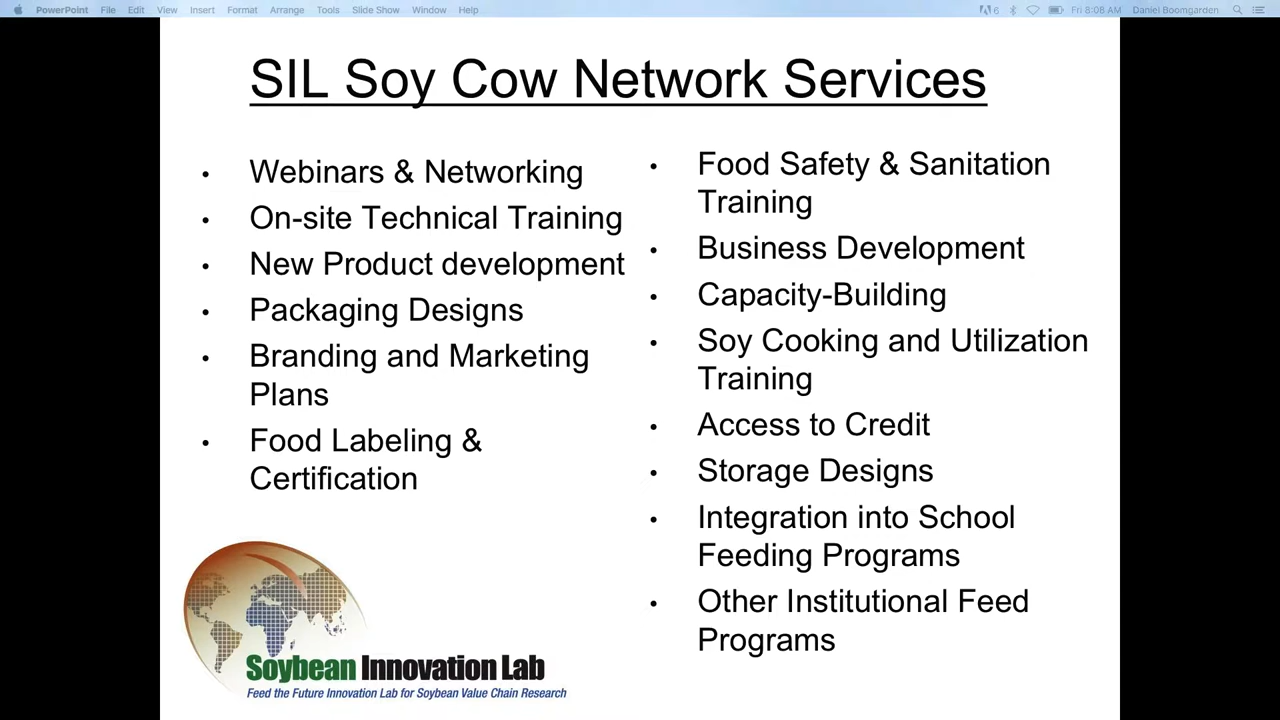 PowerPoint File Edit View Insert Format Arrange Tools Slide Show Window Help 6 Fri 8:08 AM Daniel Boomgarden
SIL Soy Cow Network Services
• Webinars & Networking
• On-site Technical Training
• New Product development
• Packaging Designs
• Branding and Marketing
Plans
• Food Labeling &
Certification
• Food Safety & Sanitation
Training
• Business Development
• Capacity-Building
• Soy Cooking and Utilization
Training
• Access to Credit
• Storage Designs
• Integration into School
Feeding Programs
• Other Institutional Feed
Programs
Soybean Innovation Lab
Feed the Future Innovation Lab for Soybean Value Chain Research